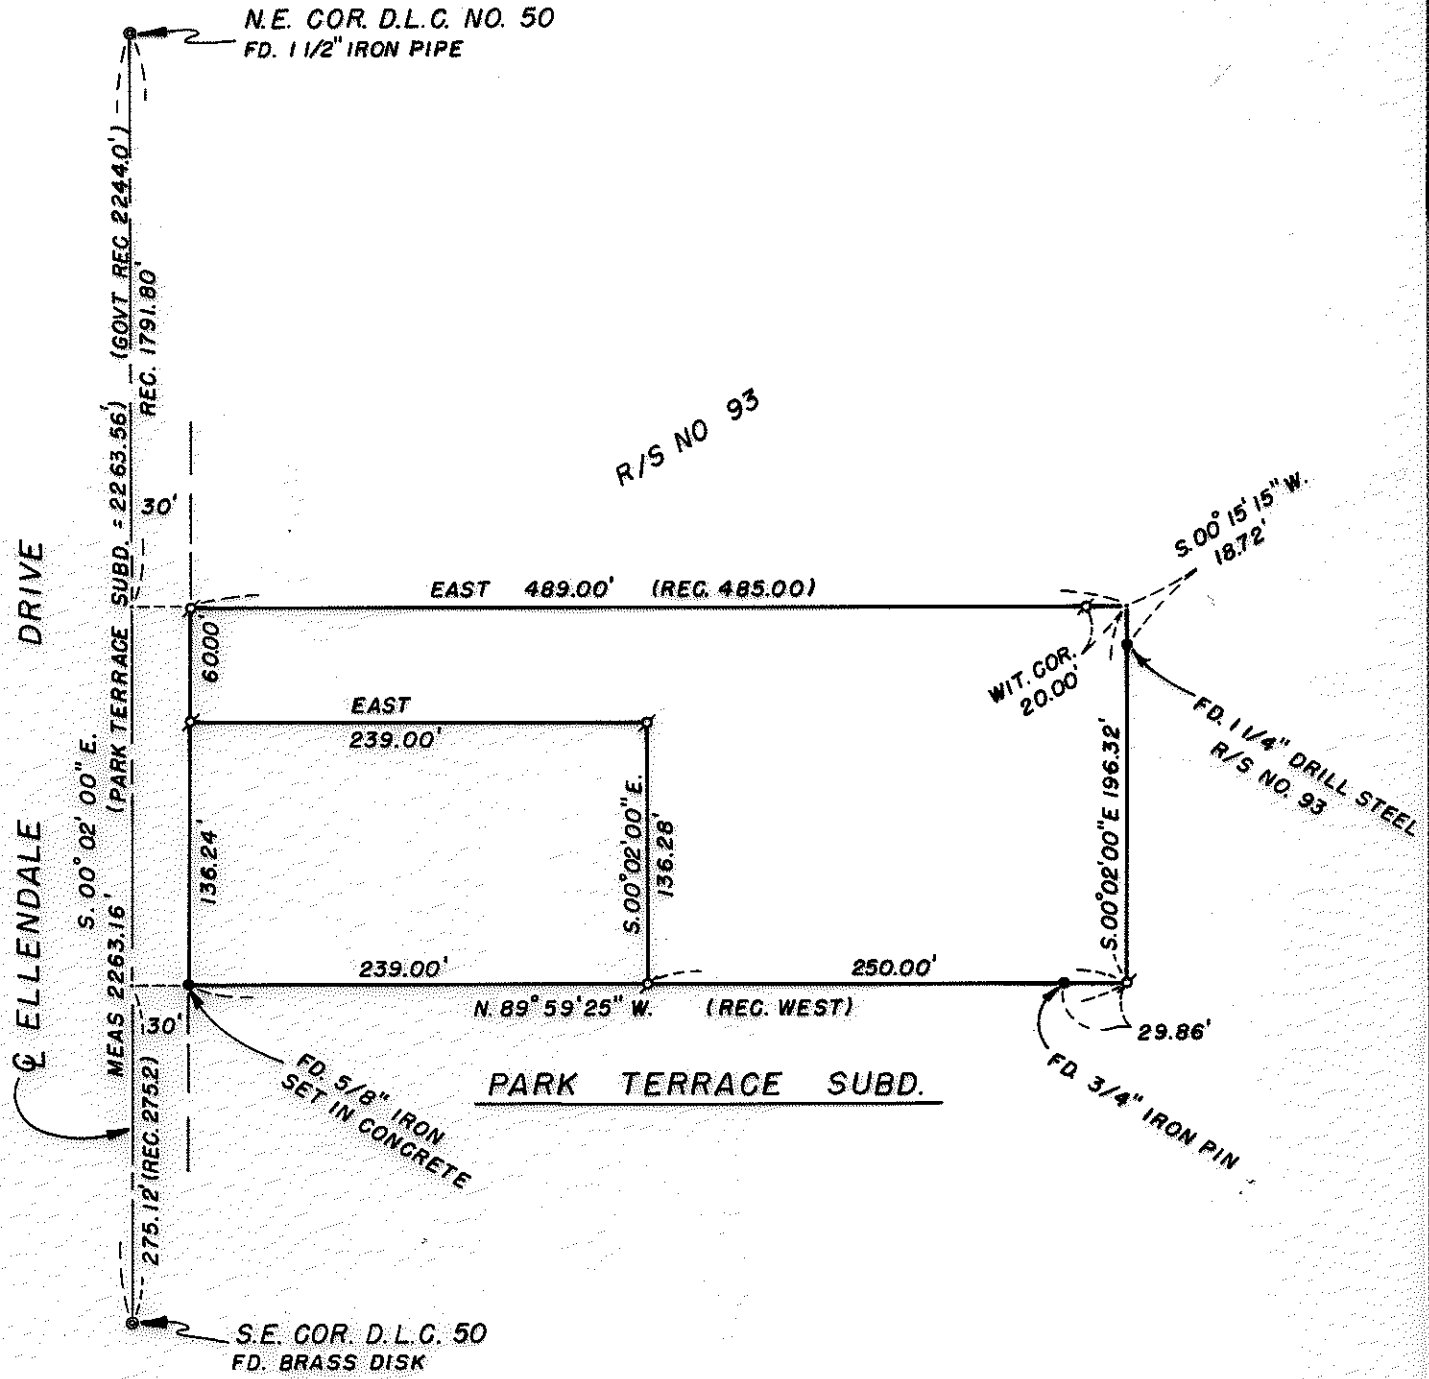 N.E. COR. D.L.C. NO. 50
FD. 1 1/2" IRON PIPE
(GOVT. REC. 2244.0')
REC. 1791.80'
(PARK TERRACE SUBD. = 2263.56')
MEAS 2263.16'
S. 00° 02' 00" E.
℄ ELLENDALE DRIVE
30'
R/S NO 93
S. 00° 15' 15" W.
18.72'
EAST 489.00' (REC. 485.00)
60.00'
WIT. COR.
20.00'
EAST
239.00'
FD. 1 1/4" DRILL STEEL
R/S NO. 93
136.24'
S. 00° 02' 00" E.
136.28'
S. 00° 02' 00" E 196.32'
239.00'
250.00'
N. 89° 59' 25" W. (REC. WEST)
30'
29.86'
FD. 5/8" IRON
SET IN CONCRETE
PARK TERRACE SUBD.
FD. 3/4" IRON PIN
275.12' (REC. 275.2)
S.E. COR. D.L.C. 50
FD. BRASS DISK